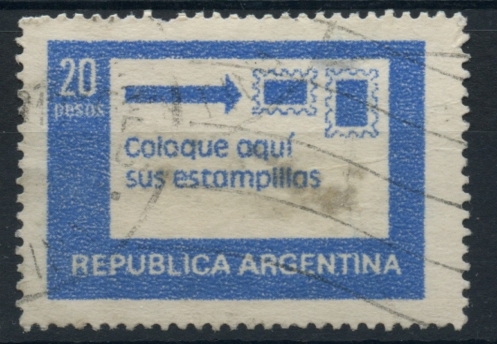 20
pesos
Coloque aquí
sus estampillas
REPUBLICA ARGENTINA